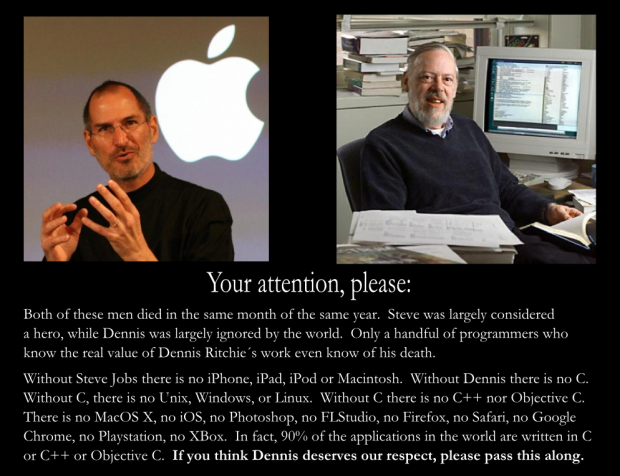 Your attention, please:
Both of these men died in the same month of the same year.  Steve was largely considered
a hero, while Dennis was largely ignored by the world.  Only a handful of programmers who
know the real value of Dennis Ritchie´s work even know of his death.
Without Steve Jobs there is no iPhone, iPad, iPod or Macintosh.  Without Dennis there is no C.
Without C, there is no Unix, Windows, or Linux.  Without C there is no C++ nor Objective C.
There is no MacOS X, no iOS, no Photoshop, no FLStudio, no Firefox, no Safari, no Google
Chrome, no Playstation, no XBox.  In fact, 90% of the applications in the world are written in C
or C++ or Objective C.  If you think Dennis deserves our respect, please pass this along.